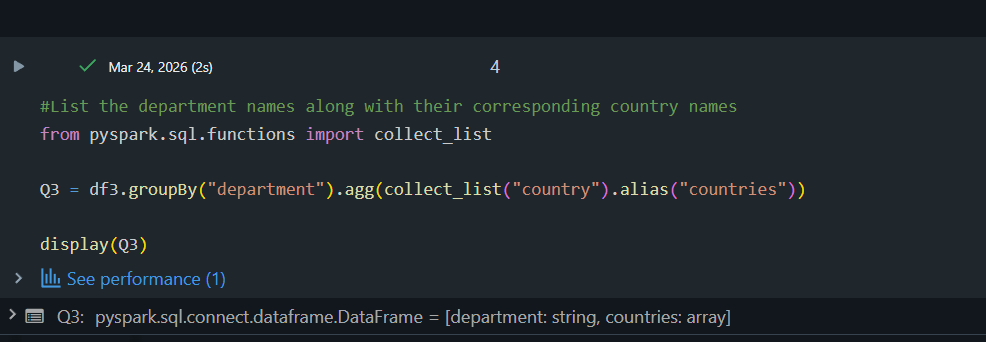 Mar 24, 2026 (2s)
4
#List the department names along with their corresponding country names
from pyspark.sql.functions import collect_list
Q3 = df3.groupBy("department").agg(collect_list("country").alias("countries"))
display(Q3)
See performance (1)
Q3: pyspark.sql.connect.dataframe.DataFrame = [department: string, countries: array]